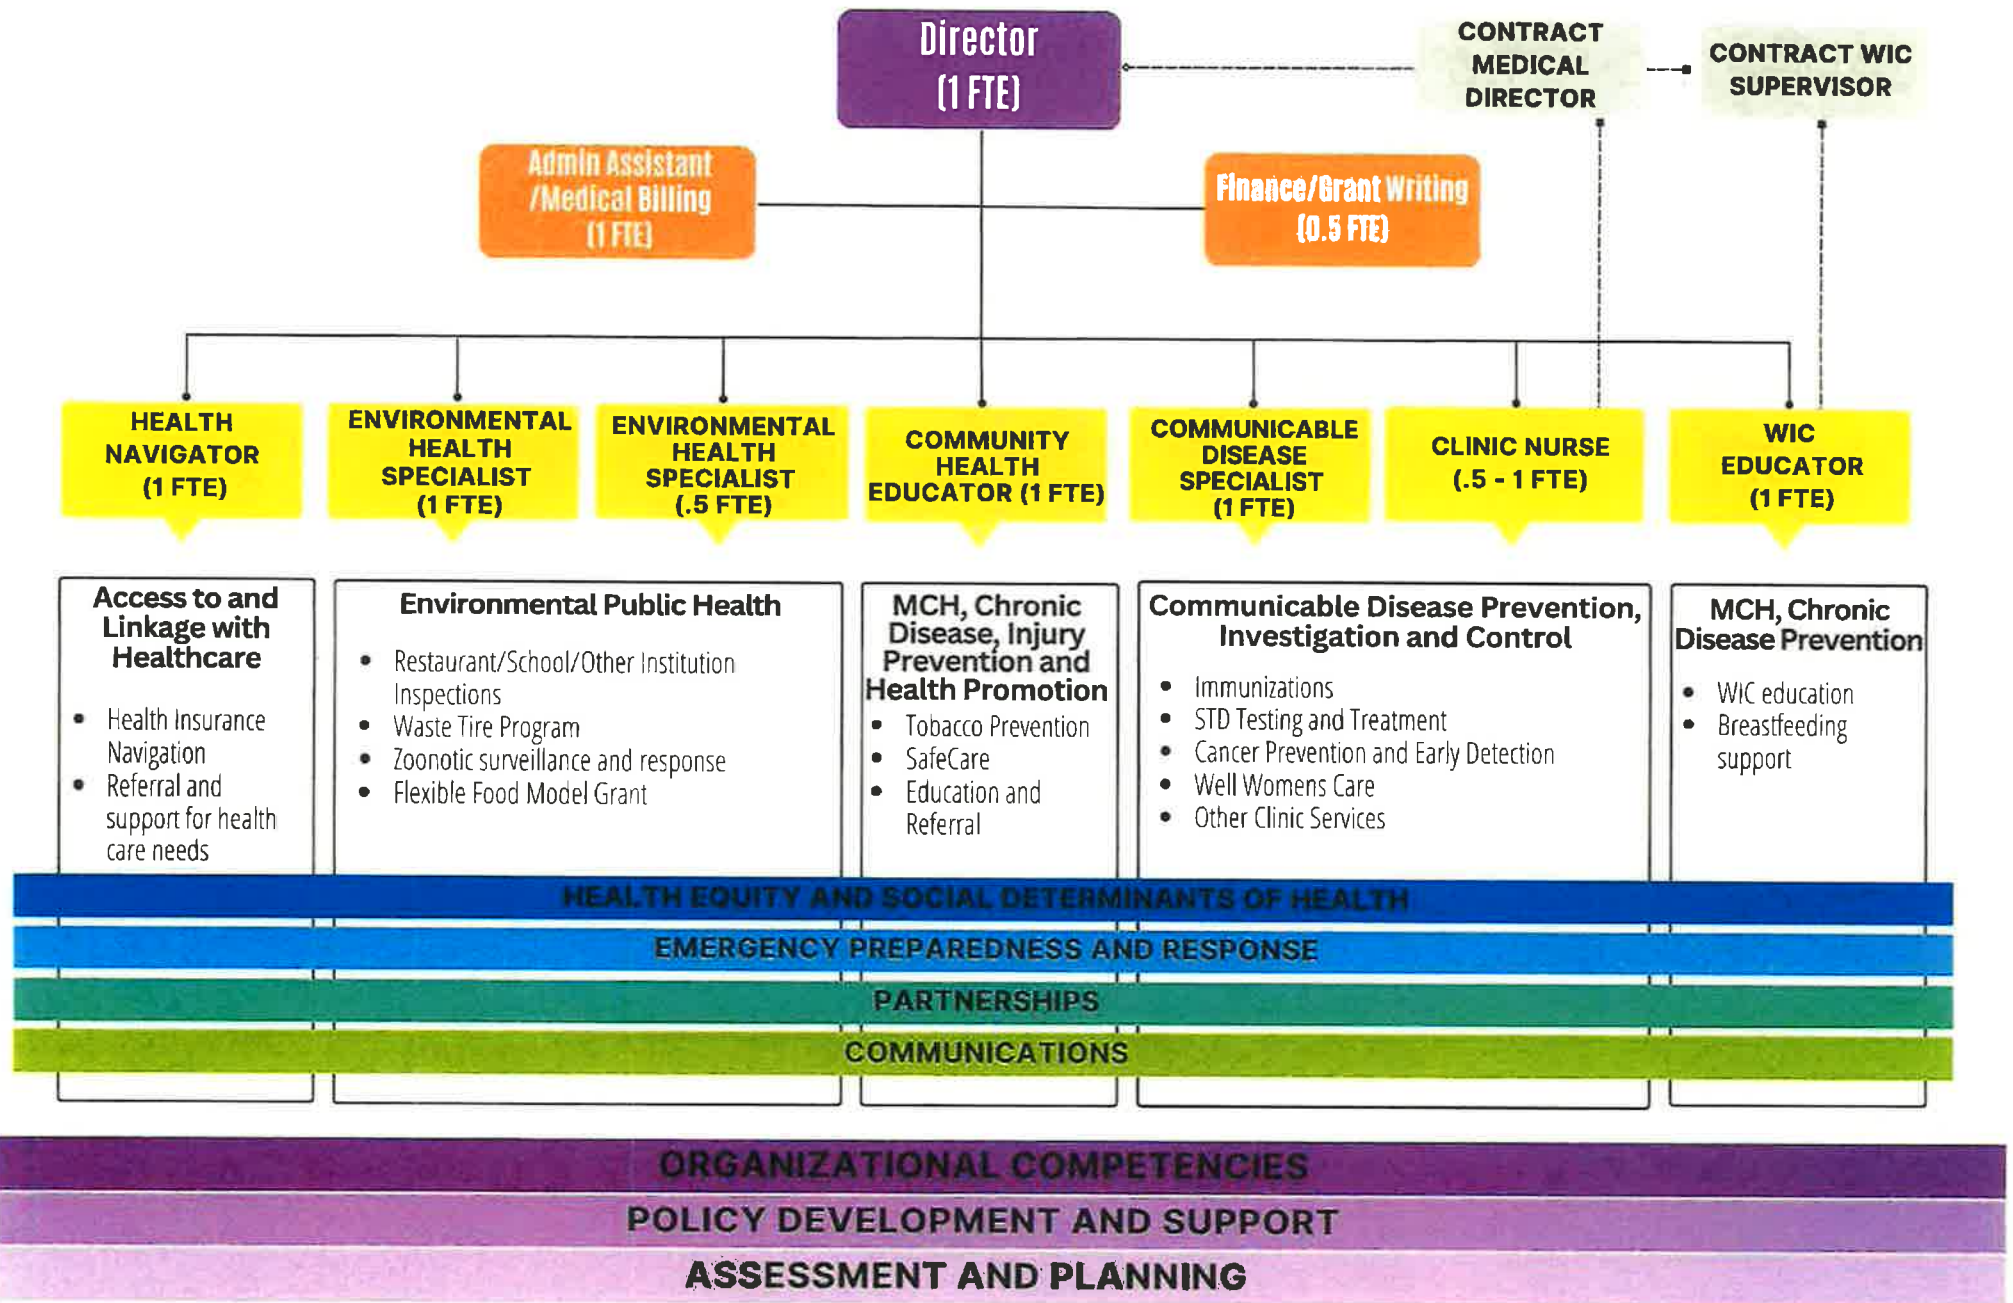 Director
(1 FTE)
CONTRACT
MEDICAL
DIRECTOR
CONTRACT WIC
SUPERVISOR
Admin Assistant
/Medical Billing
(1 FTE)
Finance/Grant Writing
(0.5 FTE)
HEALTH
NAVIGATOR
(1 FTE)
ENVIRONMENTAL
HEALTH
SPECIALIST
(1 FTE)
ENVIRONMENTAL
HEALTH
SPECIALIST
(.5 FTE)
COMMUNITY
HEALTH
EDUCATOR (1 FTE)
COMMUNICABLE
DISEASE
SPECIALIST
(1 FTE)
CLINIC NURSE
(.5 - 1 FTE)
WIC
EDUCATOR
(1 FTE)
Access to and
Linkage with
Healthcare
• Health Insurance
Navigation
• Referral and
support for health
care needs
Environmental Public Health
• Restaurant/School/Other Institution
Inspections
• Waste Tire Program
• Zoonotic surveillance and response
• Flexible Food Model Grant
MCH, Chronic
Disease, Injury
Prevention and
Health Promotion
• Tobacco Prevention
• SafeCare
• Education and
Referral
Communicable Disease Prevention,
Investigation and Control
• Immunizations
• STD Testing and Treatment
• Cancer Prevention and Early Detection
• Well Womens Care
• Other Clinic Services
MCH, Chronic
Disease Prevention
• WIC education
• Breastfeeding
support
HEALTH EQUITY AND SOCIAL DETERMINANTS OF HEALTH
EMERGENCY PREPAREDNESS AND RESPONSE
PARTNERSHIPS
COMMUNICATIONS
ORGANIZATIONAL COMPETENCIES
POLICY DEVELOPMENT AND SUPPORT
ASSESSMENT AND PLANNING